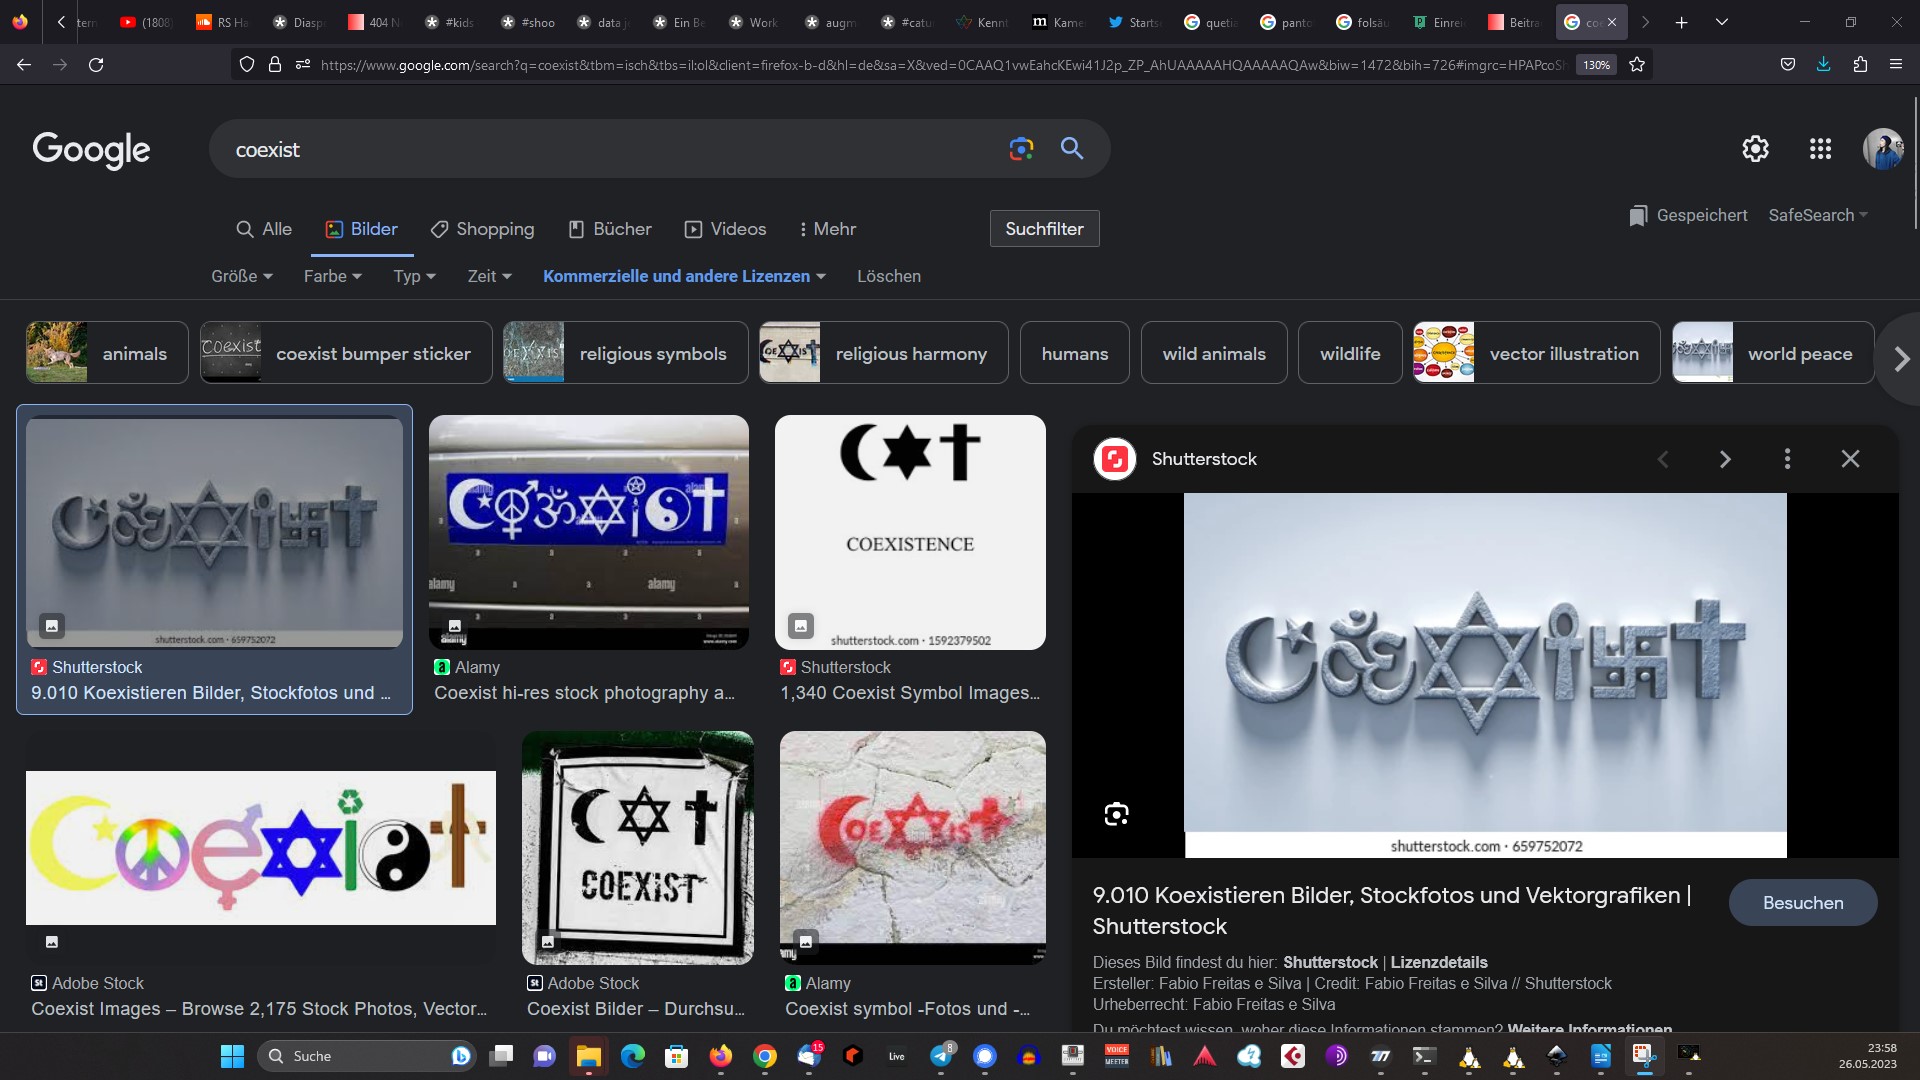 (1808)
RS Ha
Diasp
404 N
#kids
#shoo
data j
Ein Be
Work
augm
#catu
Kennt
Kame
Starts
quetia
panto
folsäu
Einrei
Beitra
https://www.google.com/search?q=coexist&tbm=isch&tbs=il:ol&client=firefox-b-d&hl=de&sa=X&ved=0CAAQ1vwEahcKEwi41J2p_ZP_AhUAAAAAHQAAAAAQAw&biw=1472&bih=726#imgrc=HPAPcoSh
130%
Google
coexist
Alle
Bilder
Shopping
Bücher
Videos
Mehr
Suchfilter
Gespeichert
SafeSearch
Größe
Farbe
Typ
Zeit
Kommerzielle und andere Lizenzen
Löschen
animals
coexist bumper sticker
religious symbols
religious harmony
humans
wild animals
wildlife
vector illustration
world peace
shutterstock.com · 659752072
Shutterstock
9.010 Koexistieren Bilder, Stockfotos und ...
alamy
Alamy
Coexist hi-res stock photography a...
COEXISTENCE
shutterstock.com · 1592379502
Shutterstock
1,340 Coexist Symbol Images...
Adobe Stock
Coexist Images – Browse 2,175 Stock Photos, Vector...
COEXIST
Adobe Stock
Coexist Bilder – Durchsu...
Alamy
Coexist symbol -Fotos und -...
Shutterstock
shutterstock.com · 659752072
9.010 Koexistieren Bilder, Stockfotos und Vektorgrafiken |
Shutterstock
Besuchen
Dieses Bild findest du hier: Shutterstock | Lizenzdetails
Ersteller: Fabio Freitas e Silva | Credit: Fabio Freitas e Silva // Shutterstock
Urheberrecht: Fabio Freitas e Silva
Du möchtest wissen, woher diese Informationen stammen? Weitere Informationen
Suche
15
Live
8
VOICE
MEETER
23:58
26.05.2023